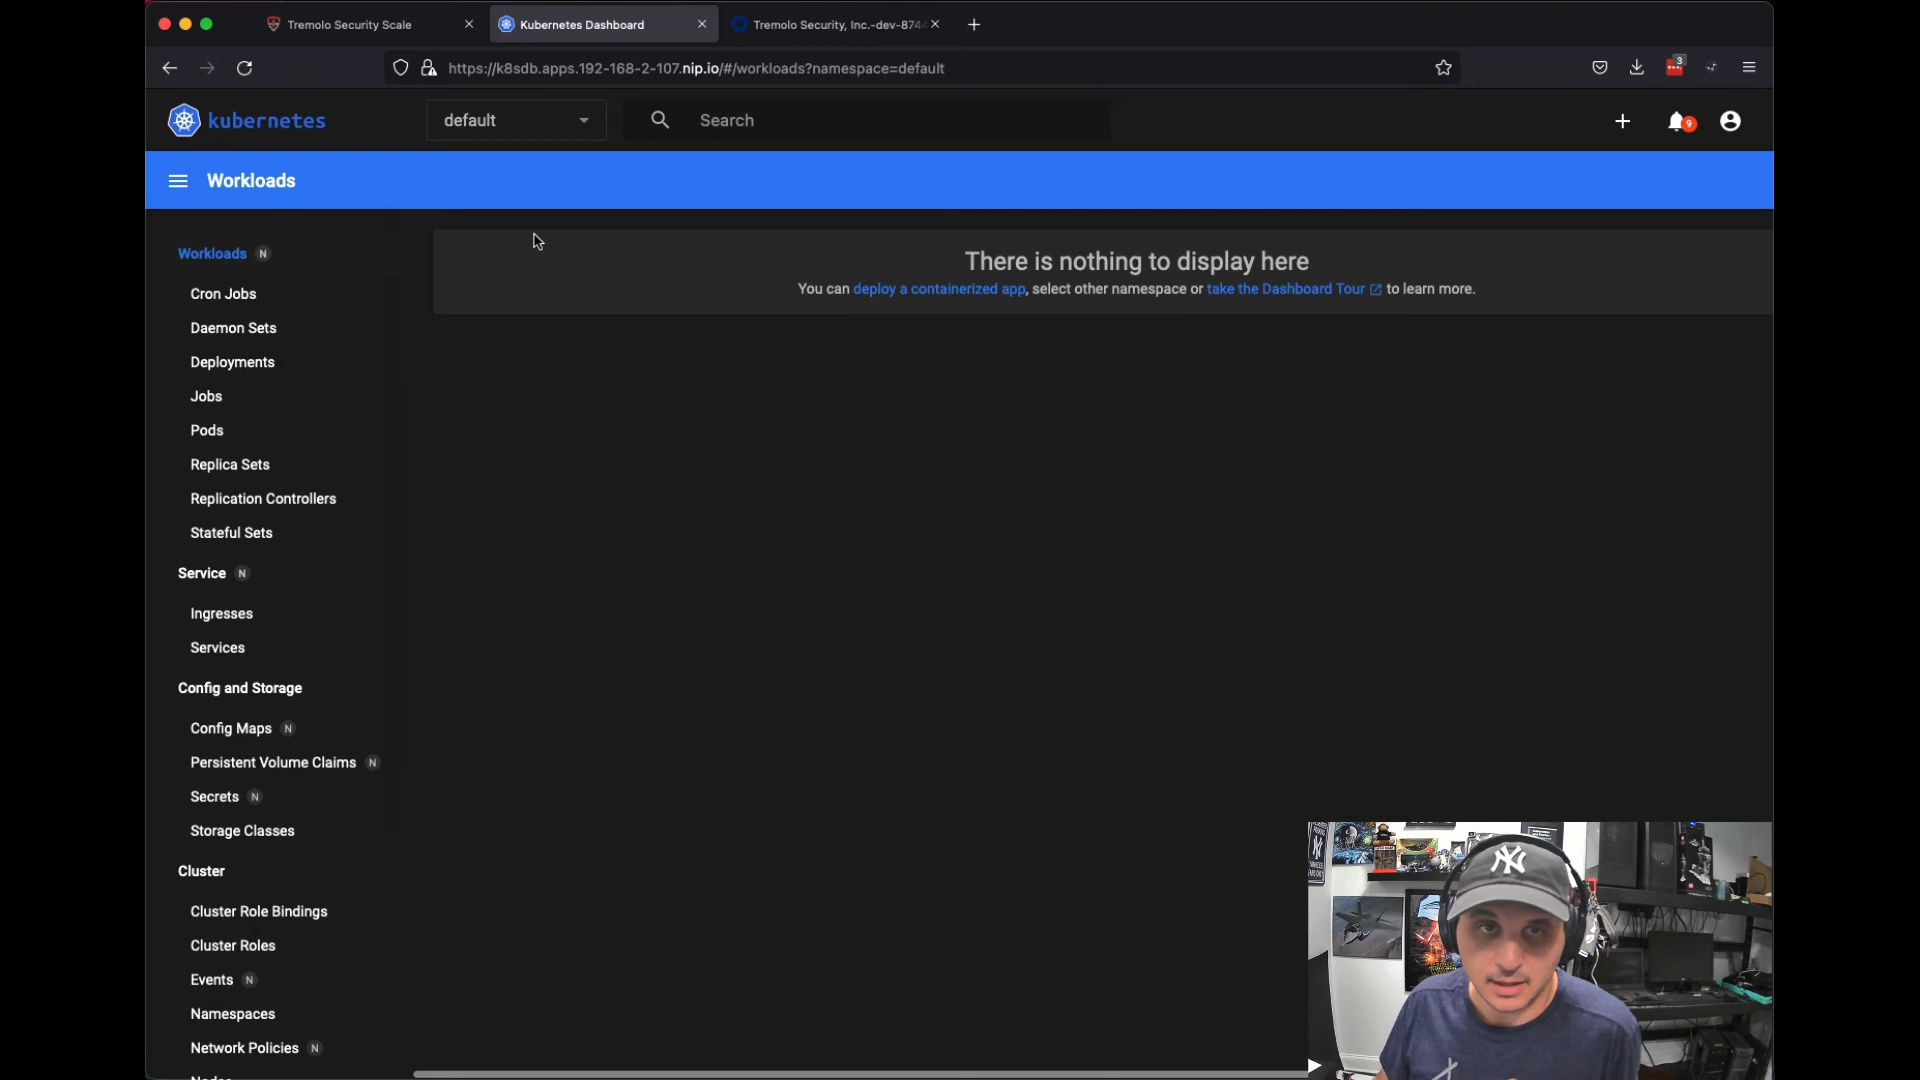 Tremolo Security Scale
Kubernetes Dashboard
Tremolo Security, Inc.-dev-874
https://k8sdb.apps.192-168-2-107.nip.io/#/workloads?namespace=default
3
kubernetes
default
Search
9
Workloads
Workloads N
There is nothing to display here
You can deploy a containerized app, select other namespace or take the Dashboard Tour to learn more.
Cron Jobs
Daemon Sets
Deployments
Jobs
Pods
Replica Sets
Replication Controllers
Stateful Sets
Service N
Ingresses
Services
Config and Storage
Config Maps N
Persistent Volume Claims N
Secrets N
Storage Classes
Cluster
Cluster Role Bindings
Cluster Roles
Events N
Namespaces
Network Policies N
NY